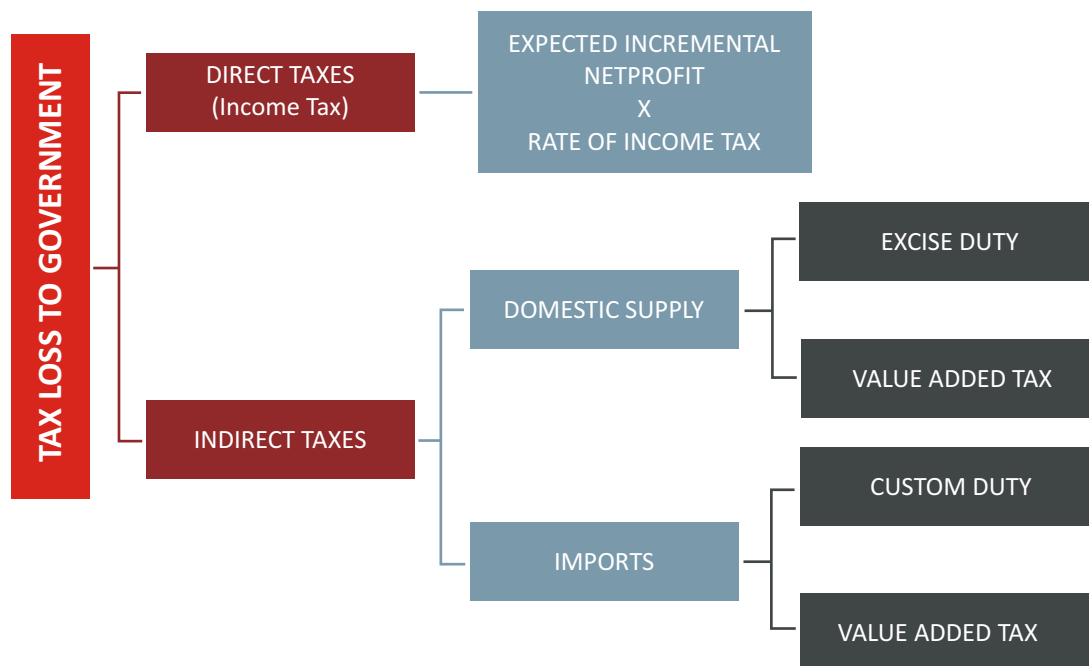 TAX LOSS TO GOVERNMENT
DIRECT TAXES
(Income Tax)
EXPECTED INCREMENTAL
NETPROFIT
X
RATE OF INCOME TAX
INDIRECT TAXES
DOMESTIC SUPPLY
EXCISE DUTY
VALUE ADDED TAX
IMPORTS
CUSTOM DUTY
VALUE ADDED TAX